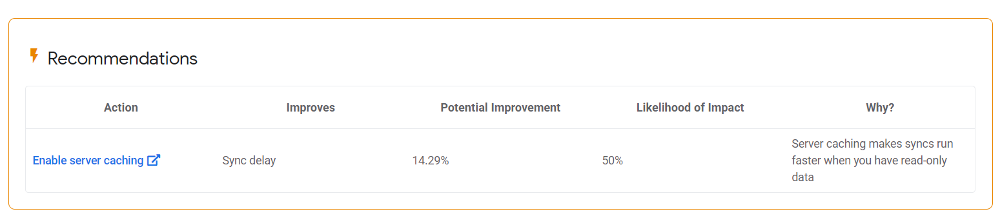 Recommendations
Action Improves Potential Improvement Likelihood of Impact Why?
Enable server caching Sync delay 14.29% 50% Server caching makes syncs run
faster when you have read-only
data